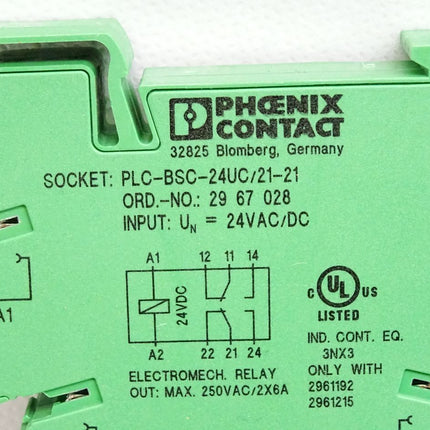 PHŒNIX
CONTACT
32825 Blomberg, Germany
SOCKET: PLC-BSC-24UC/21-21
ORD.-NO.: 29 67 028
INPUT: UN = 24VAC/DC
A1 12 11 14
24VDC
A2 22 21 24
ELECTROMECH. RELAY
OUT: MAX. 250VAC/2X6A
C UL US
LISTED
IND. CONT. EQ.
3NX3
ONLY WITH
2961192
2961215
A1